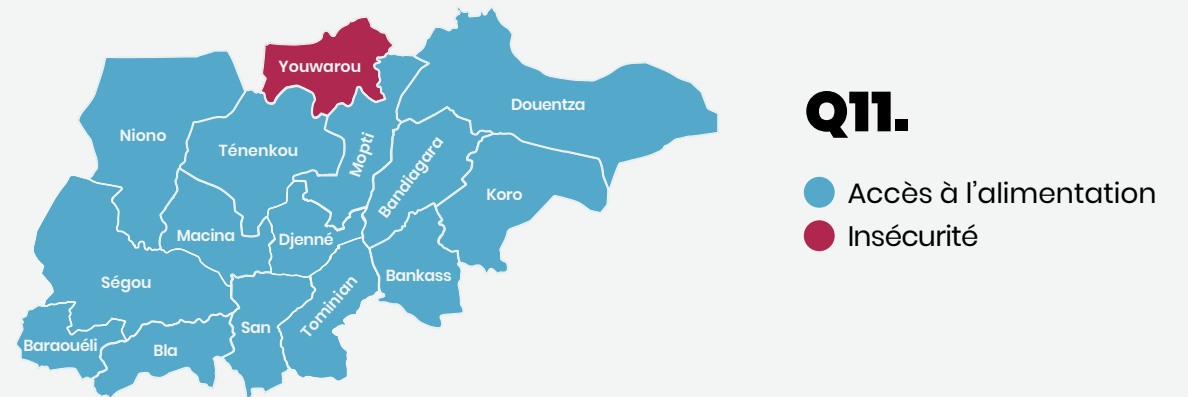 Youwarou
Douentza
Niono
Ténenkou
Mopti
Bandiagara
Koro
Macina
Djenné
Ségou
Bankass
Tominian
San
Baraouéli
Bla
Q11.
Accès à l’alimentation
Insécurité